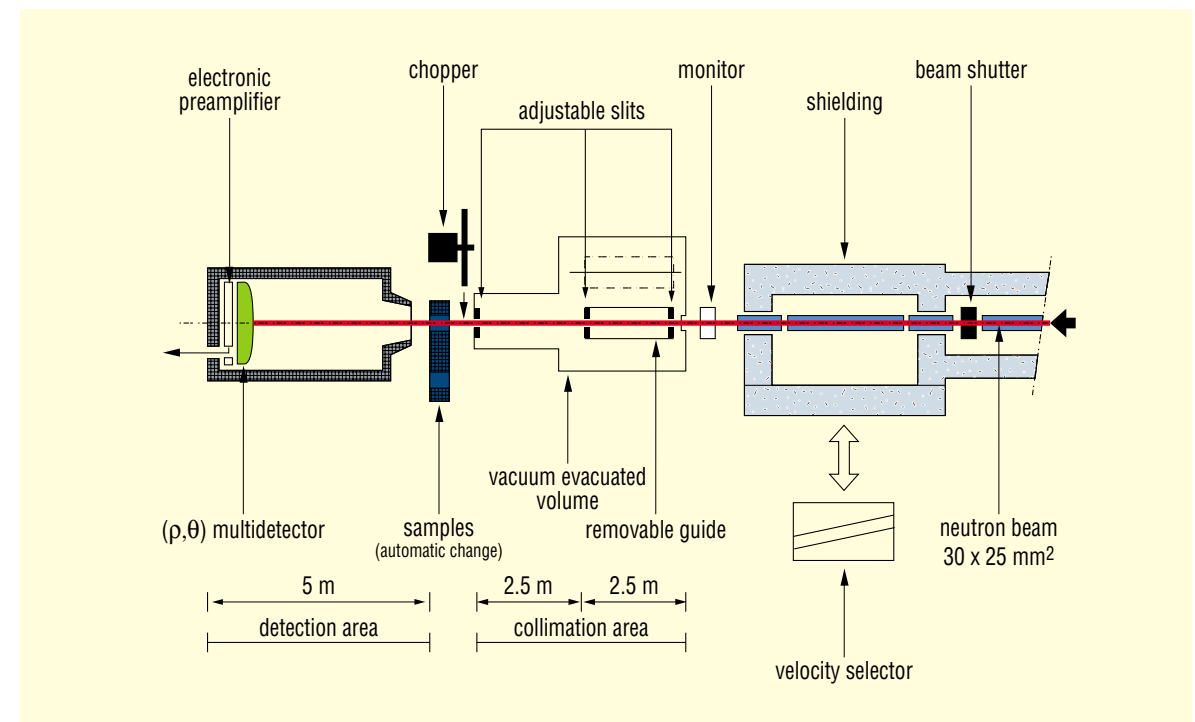 electronic
preamplifier
chopper
monitor
beam shutter
adjustable slits
shielding
vacuum evacuated
volume
(ρ,θ) multidetector
samples
(automatic change)
removable guide
neutron beam
30 x 25 mm²
5 m
2.5 m
2.5 m
detection area
collimation area
velocity selector